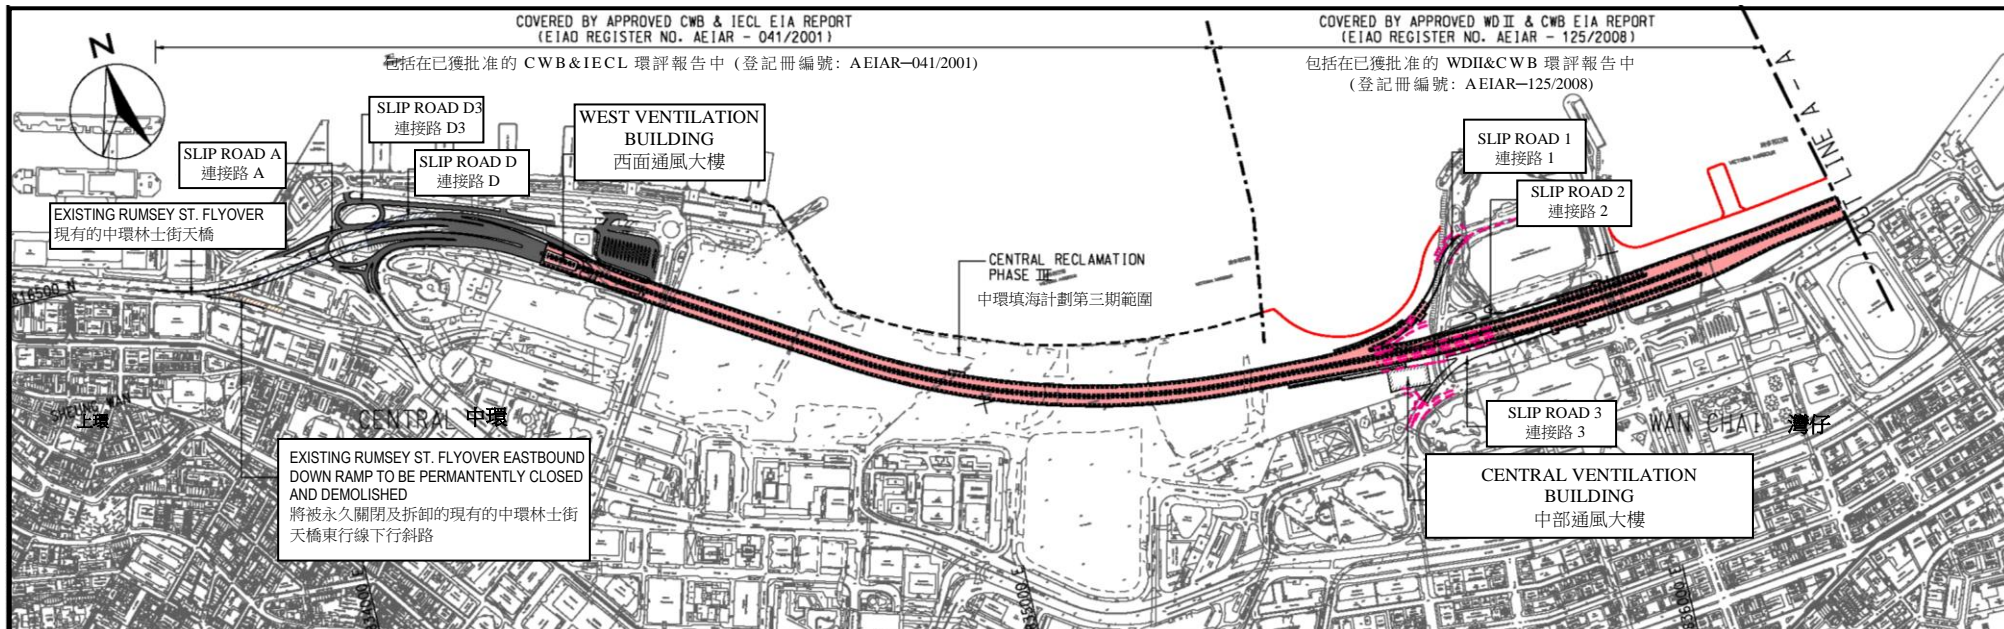 COVERED BY APPROVED CWB & IECL EIA REPORT
(EIAO REGISTER NO. AEIAR - 041/2001)
包括在已獲批准的 CWB&IECL 環評報告中 (登記冊編號: AEIAR—041/2001)
COVERED BY APPROVED WDII & CWB EIA REPORT
(EIAO REGISTER NO. AEIAR - 125/2008)
包括在已獲批准的 WDII&CWB 環評報告中
(登記冊編號: AEIAR—125/2008)
N
SLIP ROAD D3
連接路 D3
WEST VENTILATION
BUILDING
西面通風大樓
SLIP ROAD A
連接路 A
SLIP ROAD D
連接路 D
EXISTING RUMSEY ST. FLYOVER
現有的中環林士街天橋
SLIP ROAD 1
連接路 1
SLIP ROAD 2
連接路 2
CUT LINE A - A
CENTRAL RECLAMATION
PHASE III
中環填海計劃第三期範圍
816500 N
SHEUNG WAN
上環
CENTRAL 中環
SLIP ROAD 3
連接路 3
WAN CHAI 灣仔
EXISTING RUMSEY ST. FLYOVER EASTBOUND
DOWN RAMP TO BE PERMANTENTLY CLOSED
AND DEMOLISHED
將被永久關閉及拆卸的現有的中環林士街
天橋東行線下行斜路
CENTRAL VENTILATION
BUILDING
中部通風大樓